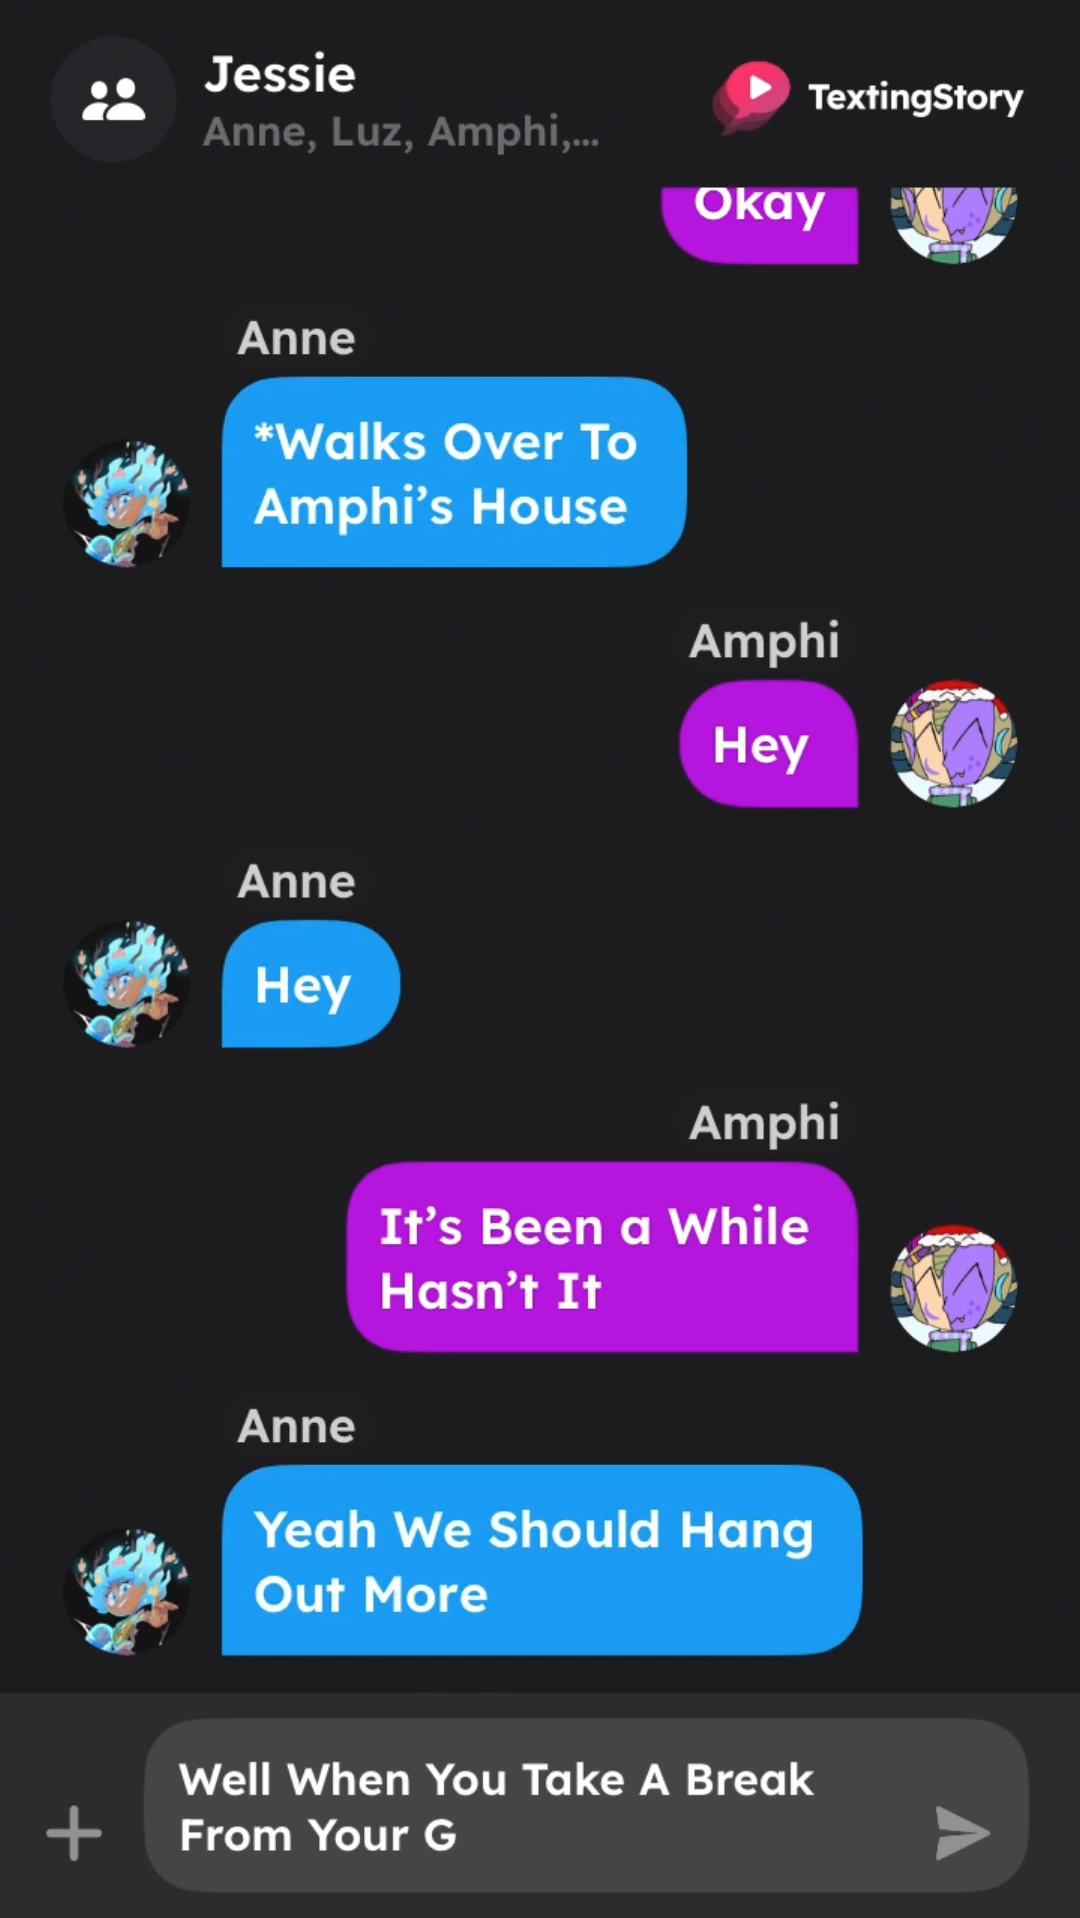 Jessie
Anne, Luz, Amphi,...
TextingStory
Okay
Anne
*Walks Over To
Amphi’s House
Amphi
Hey
Anne
Hey
Amphi
It’s Been a While
Hasn’t It
Anne
Yeah We Should Hang
Out More
Well When You Take A Break
From Your G